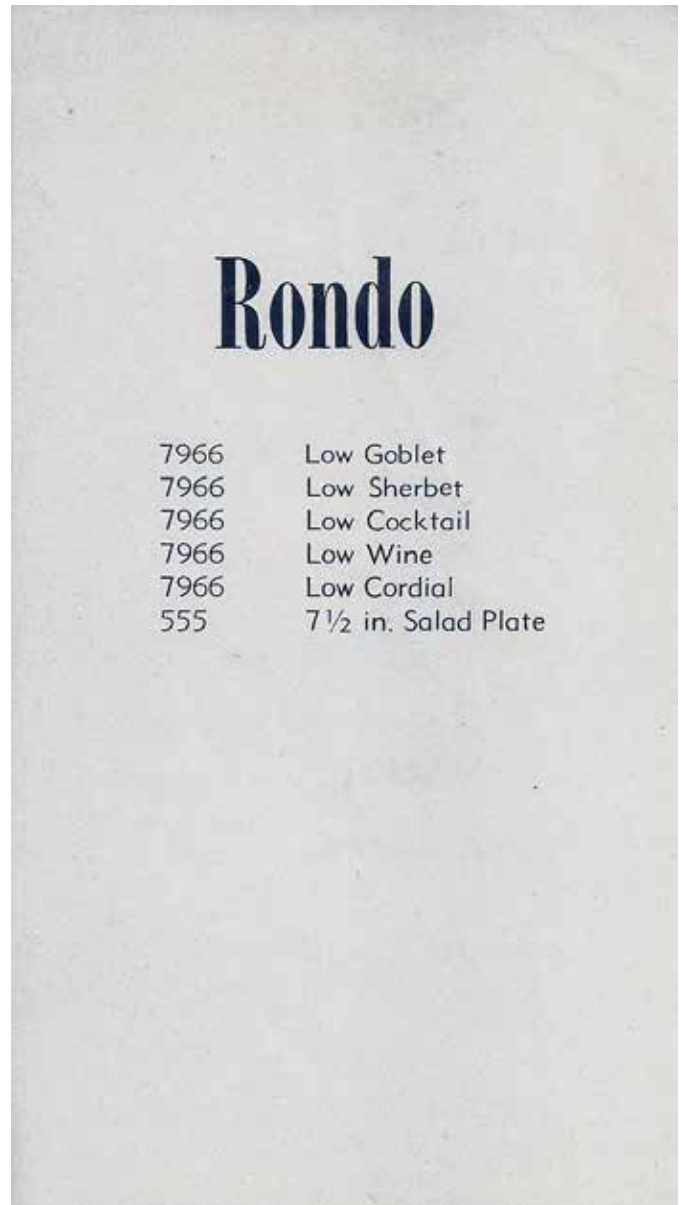 Rondo
7966 Low Goblet
7966 Low Sherbet
7966 Low Cocktail
7966 Low Wine
7966 Low Cordial
555 7½ in. Salad Plate